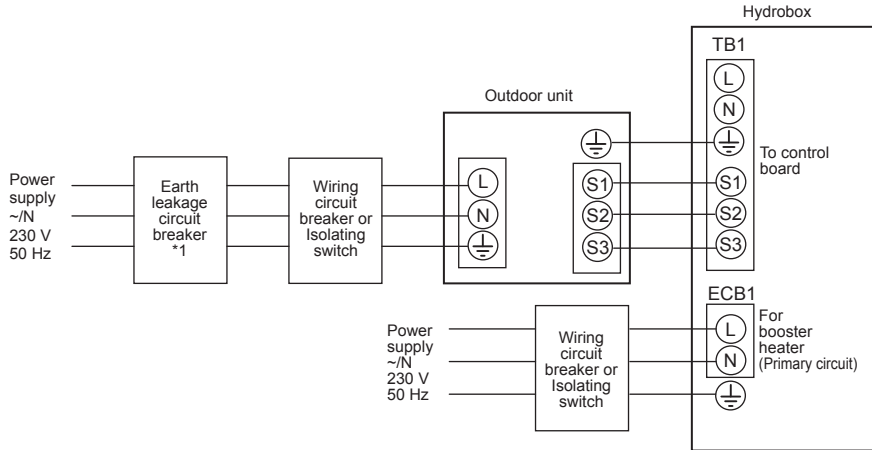 Hydrobox
TB1
L
N
To control
board
S1
S2
S3
Outdoor unit
L
N
S1
S2
S3
Power
supply
~/N
230 V
50 Hz
Earth
leakage
circuit
breaker
*1
Wiring
circuit
breaker or
Isolating
switch
ECB1
L
N
For
booster
heater
(Primary circuit)
Power
supply
~/N
230 V
50 Hz
Wiring
circuit
breaker or
Isolating
switch